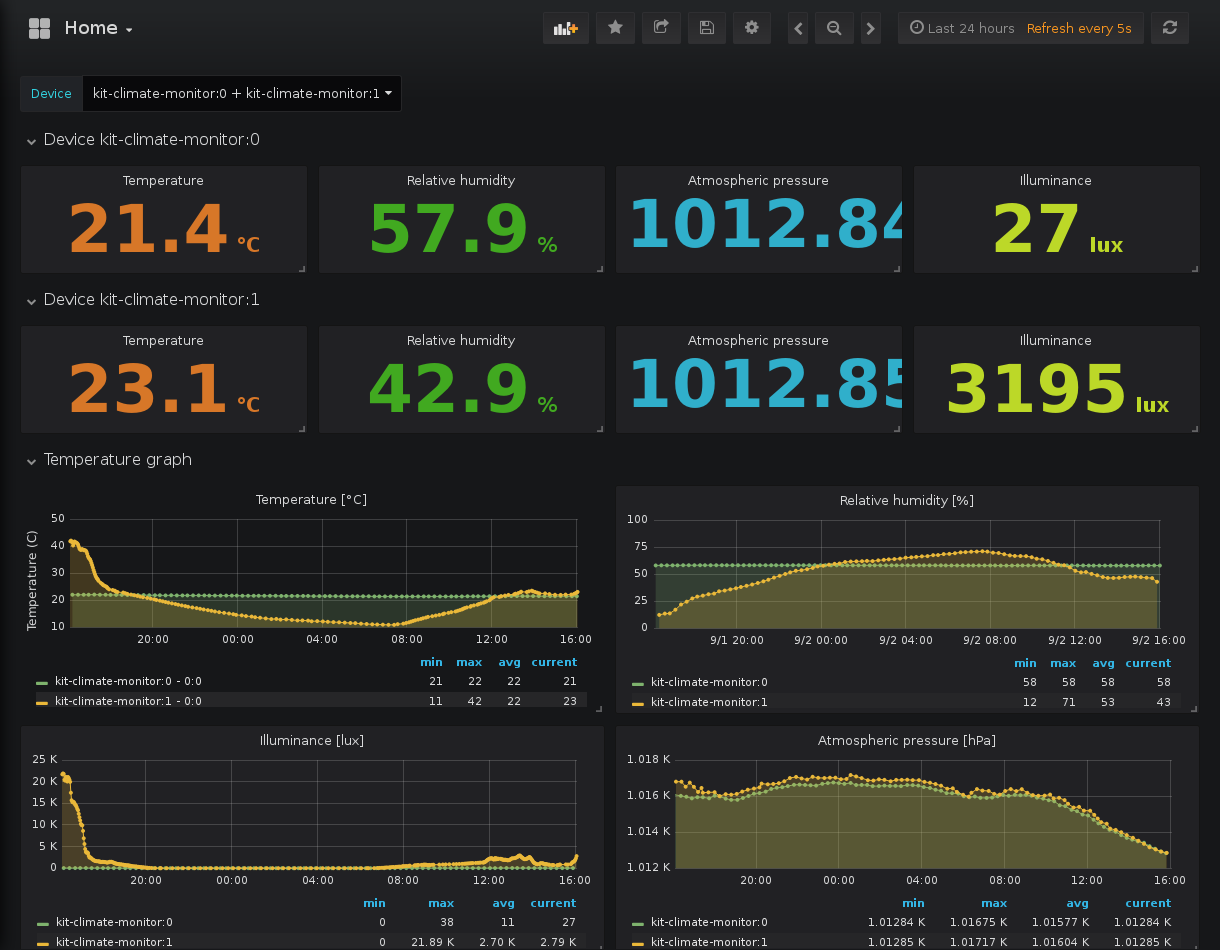 Home
Last 24 hours Refresh every 5s
Device kit-climate-monitor:0 + kit-climate-monitor:1
Device kit-climate-monitor:0
Temperature Relative humidity Atmospheric pressure Illuminance
21.4 °C 57.9 % 1012.84 27 lux
Device kit-climate-monitor:1
Temperature Relative humidity Atmospheric pressure Illuminance
23.1 °C 42.9 % 1012.85 3195 lux
Temperature graph
Temperature [°C]
Temperature (C)
50
40
30
20
10
20:00 00:00 04:00 08:00 12:00 16:00
min max avg current
kit-climate-monitor:0 - 0:0 21 22 22 21
kit-climate-monitor:1 - 0:0 11 42 22 23
Relative humidity [%]
100
75
50
25
0
9/1 20:00 9/2 00:00 9/2 04:00 9/2 08:00 9/2 12:00 9/2 16:00
min max avg current
kit-climate-monitor:0 58 58 58 58
kit-climate-monitor:1 12 71 53 43
Illuminance [lux]
25 K
20 K
15 K
10 K
5 K
0
20:00 00:00 04:00 08:00 12:00 16:00
min max avg current
kit-climate-monitor:0 0 38 11 27
kit-climate-monitor:1 0 21.89 K 2.70 K 2.79 K
Atmospheric pressure [hPa]
1.018 K
1.016 K
1.014 K
1.012 K
20:00 00:00 04:00 08:00 12:00 16:00
min max avg current
kit-climate-monitor:0 1.01284 K 1.01675 K 1.01577 K 1.01284 K
kit-climate-monitor:1 1.01285 K 1.01717 K 1.01604 K 1.01285 K